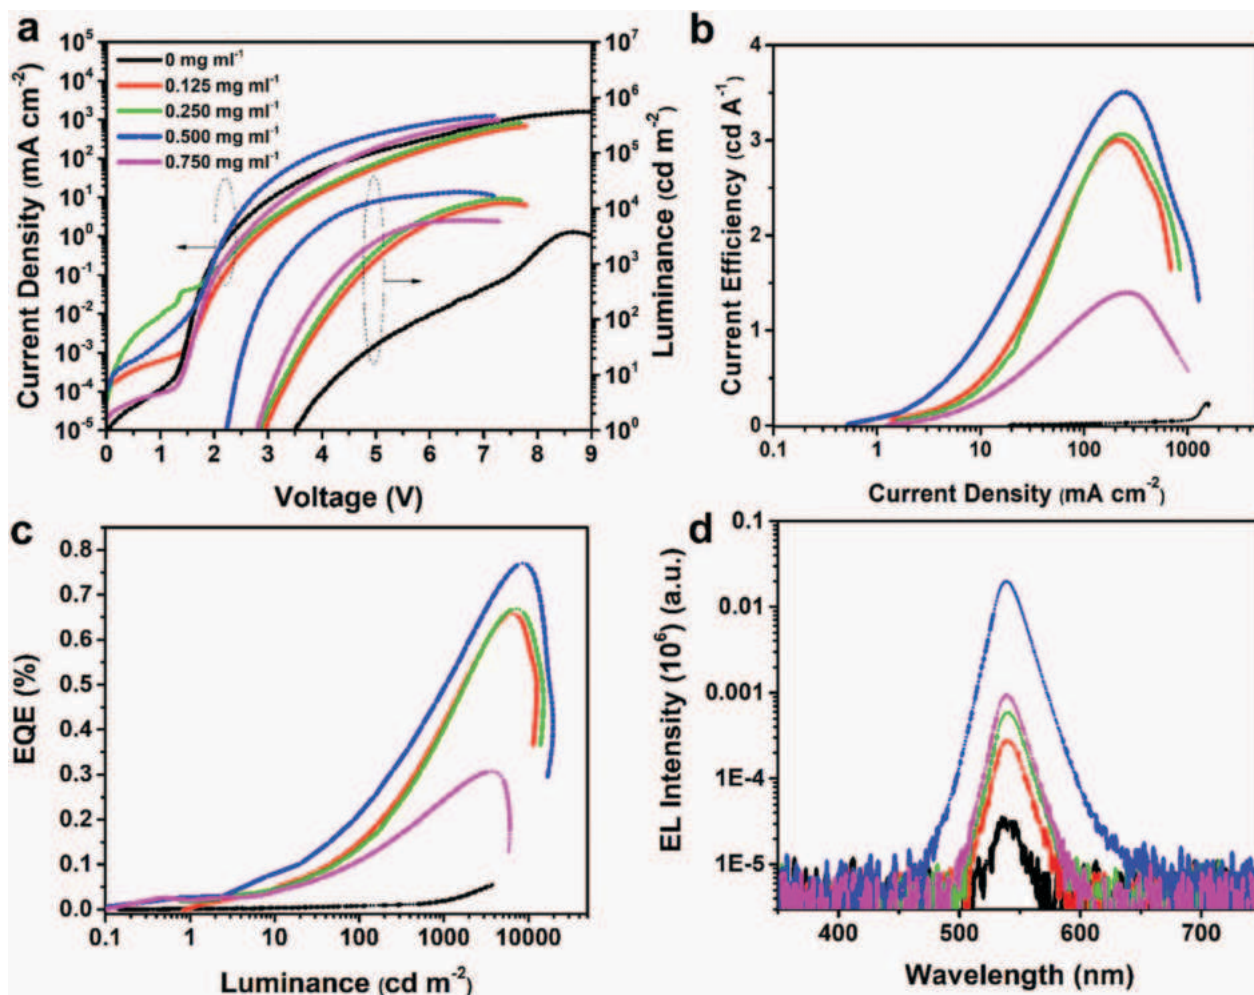 a
10⁵
10⁴
10³
10²
10¹
10⁰
10⁻¹
10⁻²
10⁻³
10⁻⁴
10⁻⁵
Current Density (mA cm⁻²)
0 mg ml⁻¹
0.125 mg ml⁻¹
0.250 mg ml⁻¹
0.500 mg ml⁻¹
0.750 mg ml⁻¹
10⁷
10⁶
10⁵
10⁴
10³
10²
10¹
10⁰
Luminance (cd m⁻²)
0 1 2 3 4 5 6 7 8 9
Voltage (V)
b
4
3
2
1
0
Current Efficiency (cd A⁻¹)
0.1 1 10 100 1000
Current Density (mA cm⁻²)
c
0.8
0.7
0.6
0.5
0.4
0.3
0.2
0.1
0.0
EQE (%)
0.1 1 10 100 1000 10000
Luminance (cd m⁻²)
d
0.1
0.01
0.001
1E-4
1E-5
EL Intensity (10⁶) (a.u.)
400 500 600 700
Wavelength (nm)